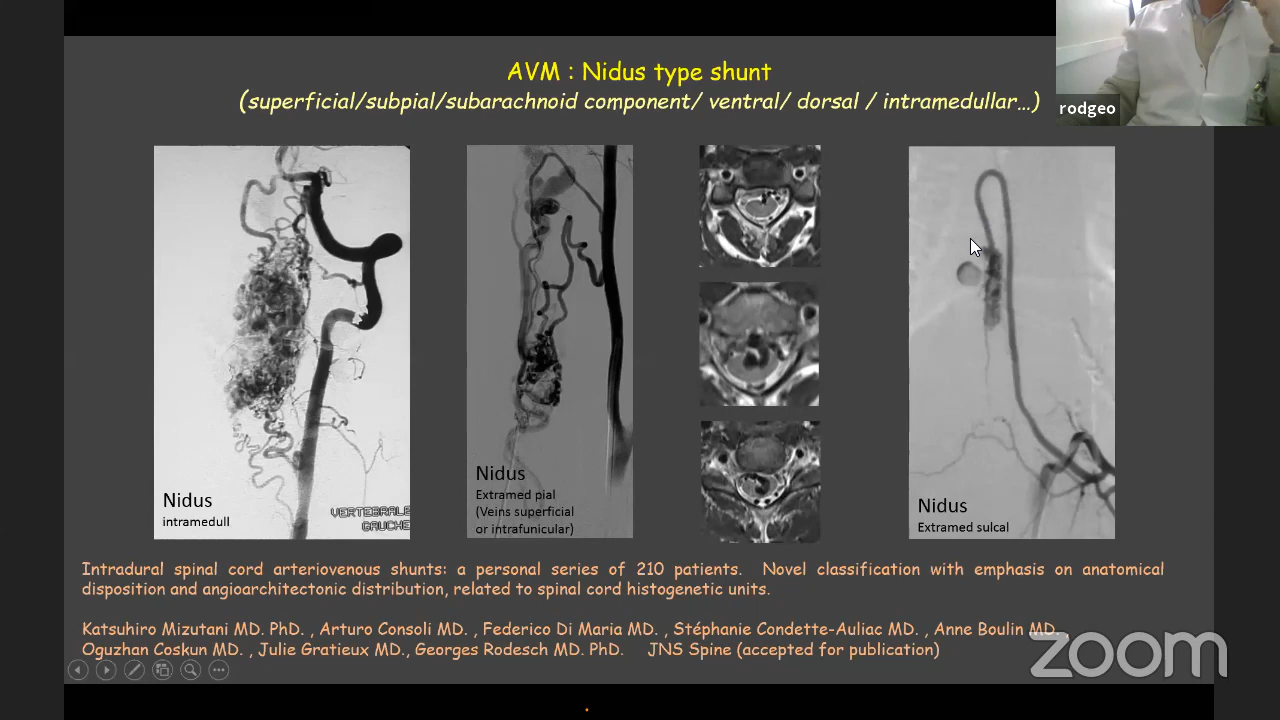 AVM : Nidus type shunt
(superficial/subpial/subarachnoid component/ ventral/ dorsal / intramedullar...)
rodgeo
Nidus
intramedull
VERTEBRALE
GAUCHE
Nidus
Extramed pial
(Veins superficial
or intrafunicular)
Nidus
Extramed sulcal
Intradural spinal cord arteriovenous shunts: a personal series of 210 patients. Novel classification with emphasis on anatomical
disposition and angioarchitectonic distribution, related to spinal cord histogenetic units.
Katsuhiro Mizutani MD. PhD. , Arturo Consoli MD. , Federico Di Maria MD. , Stéphanie Condette-Auliac MD. , Anne Boulin MD. ,
Oguzhan Coskun MD. , Julie Gratieux MD., Georges Rodesch MD. PhD. JNS Spine (accepted for publication)
zoom